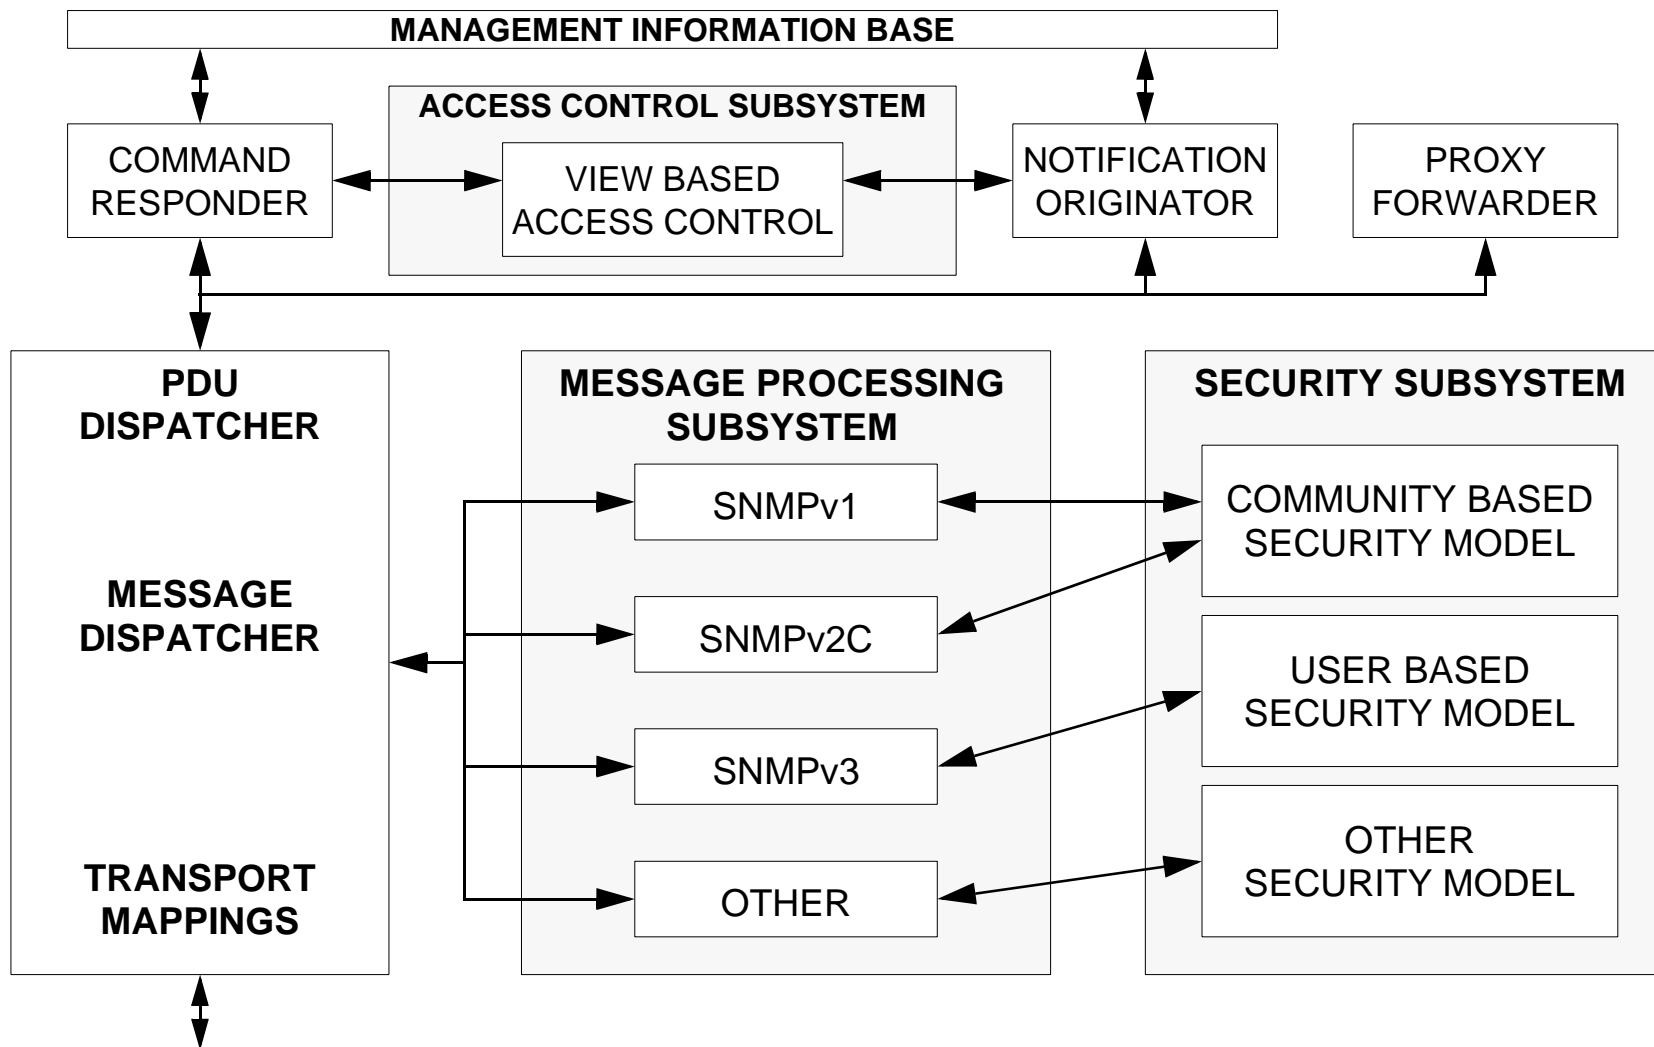 MANAGEMENT INFORMATION BASE
ACCESS CONTROL SUBSYSTEM
COMMAND
RESPONDER
VIEW BASED
ACCESS CONTROL
NOTIFICATION
ORIGINATOR
PROXY
FORWARDER
PDU
DISPATCHER
MESSAGE
DISPATCHER
TRANSPORT
MAPPINGS
MESSAGE PROCESSING
SUBSYSTEM
SNMPv1
SNMPv2C
SNMPv3
OTHER
SECURITY SUBSYSTEM
COMMUNITY BASED
SECURITY MODEL
USER BASED
SECURITY MODEL
OTHER
SECURITY MODEL